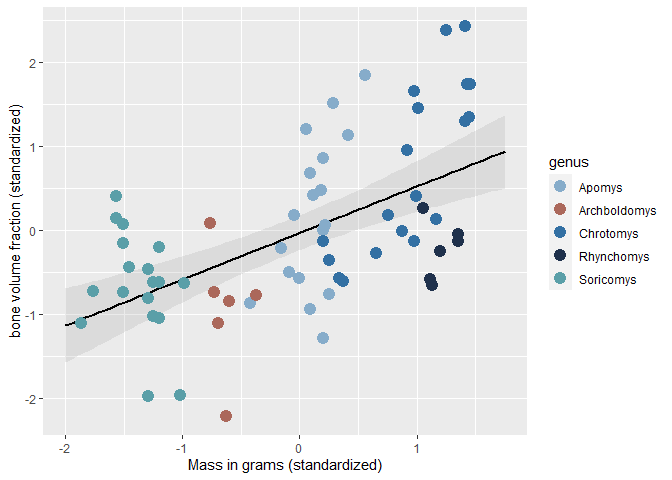 2
1
0
-1
-2
bone volume fraction (standardized)
-2
-1
0
1
Mass in grams (standardized)
genus
Apomys
Archboldomys
Chrotomys
Rhynchomys
Soricomys